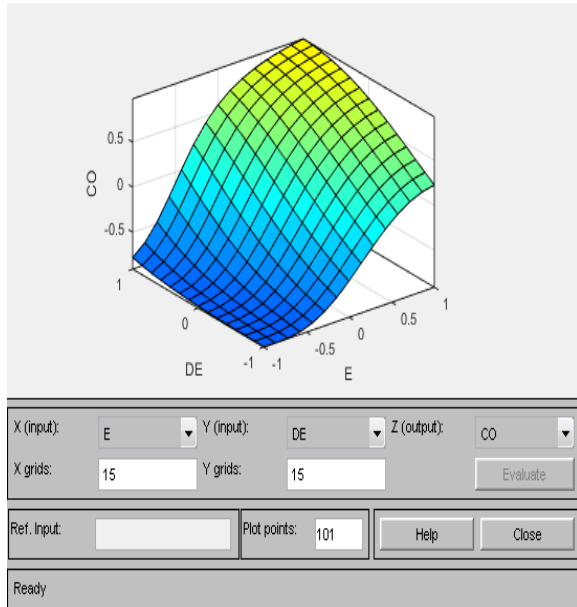 0.5
0
-0.5
CO
1
0
-1
DE
-1
-0.5
0
0.5
1
E
X (input): E Y (input): DE Z (output): CO
X grids: 15 Y grids: 15 Evaluate
Ref. Input: Plot points: 101 Help Close
Ready